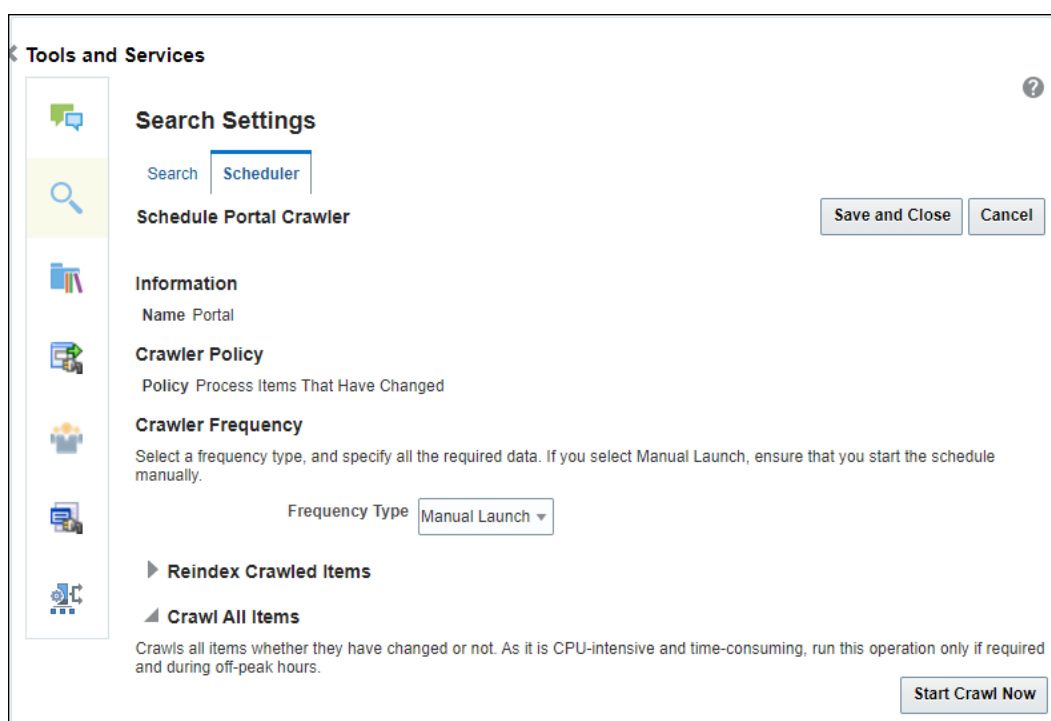 Tools and Services
Search Settings
Search Scheduler
Schedule Portal Crawler Save and Close Cancel
Information
Name Portal
Crawler Policy
Policy Process Items That Have Changed
Crawler Frequency
Select a frequency type, and specify all the required data. If you select Manual Launch, ensure that you start the schedule
manually.
Frequency Type Manual Launch
Reindex Crawled Items
Crawl All Items
Crawls all items whether they have changed or not. As it is CPU-intensive and time-consuming, run this operation only if required
and during off-peak hours.
Start Crawl Now